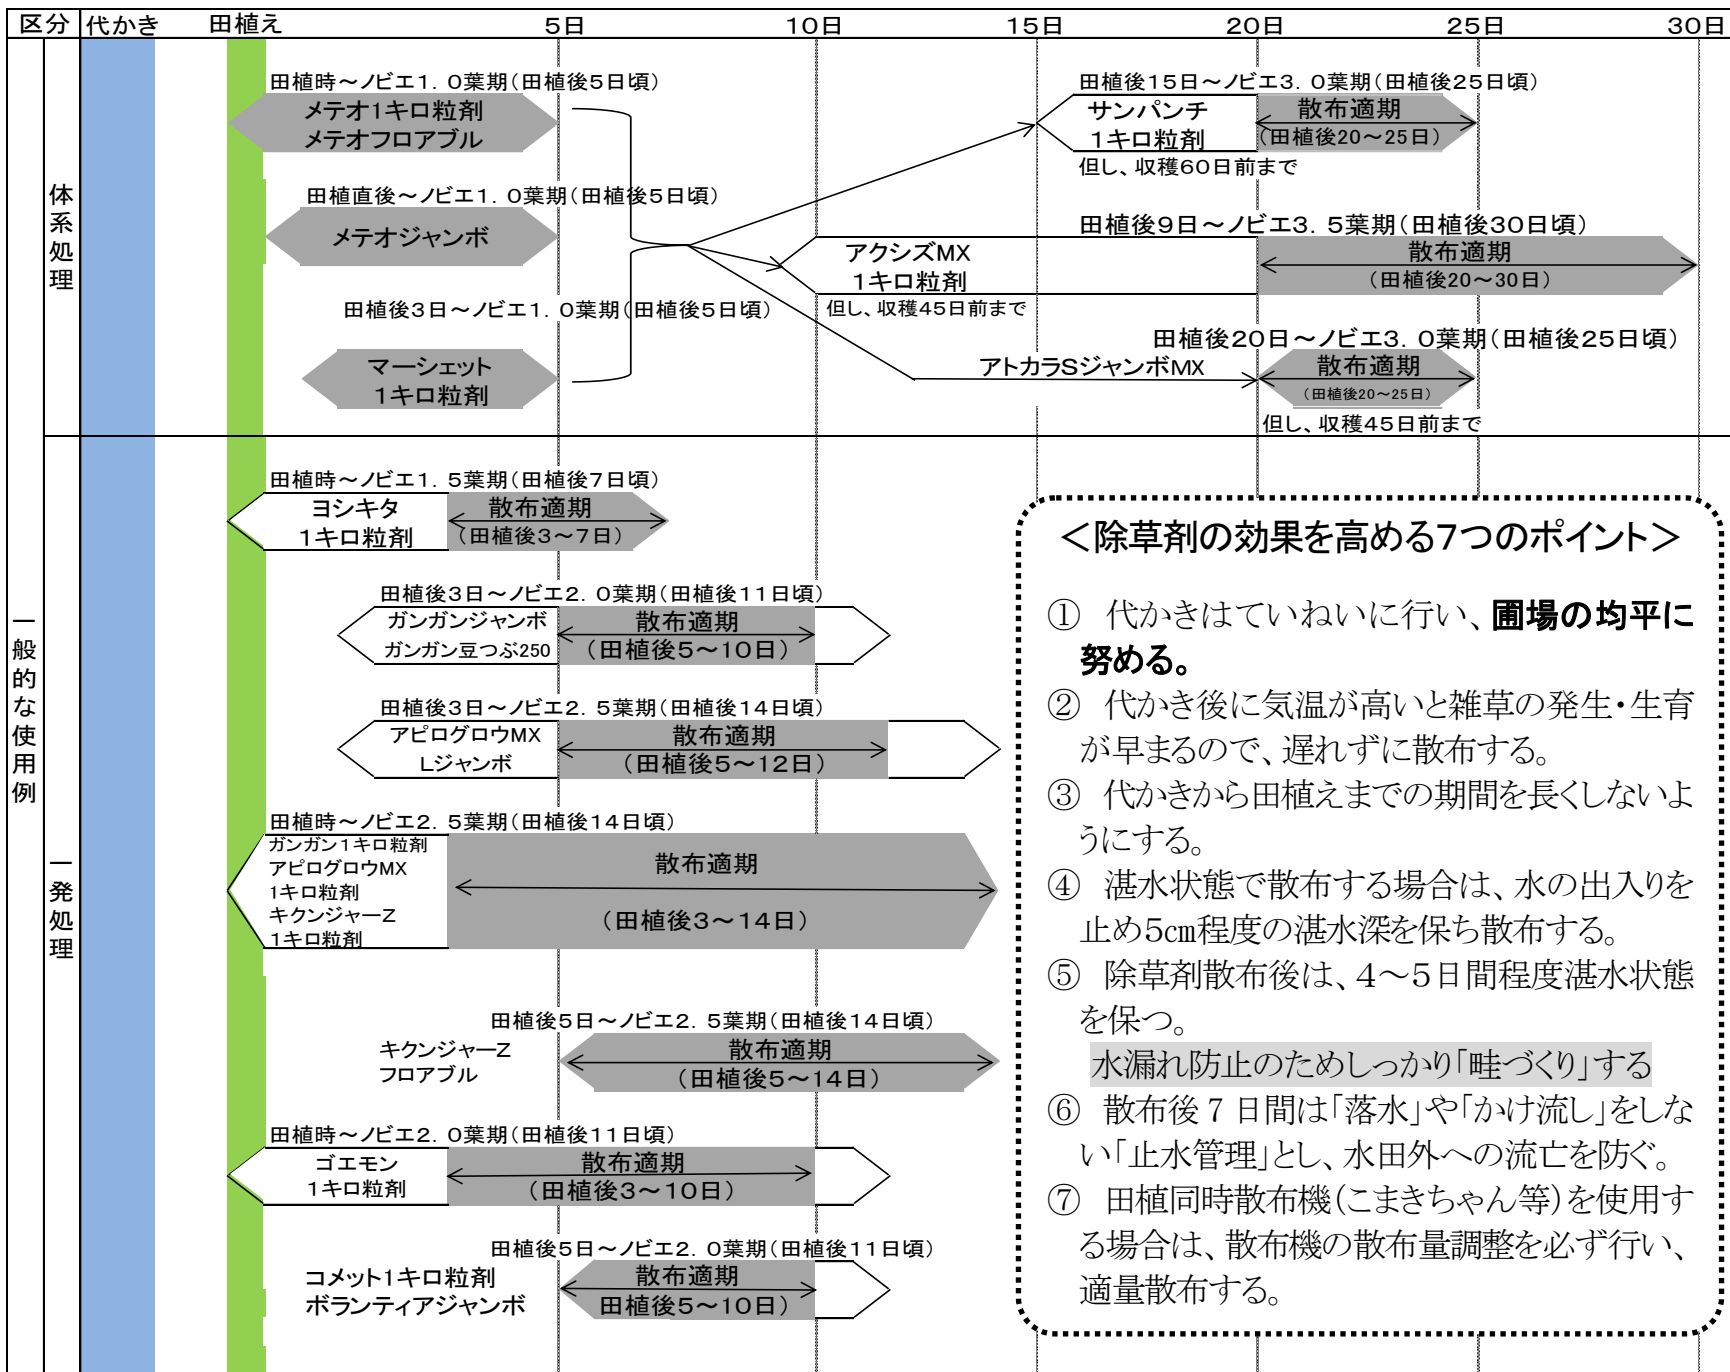 区分 代かき 田植え 5日 10日 15日 20日 25日 30日
一般的な使用例
体系処理
田植時～ノビエ1．0葉期(田植後5日頃)
メテオ1キロ粒剤
メテオフロアブル
田植直後～ノビエ1．0葉期(田植後5日頃)
メテオジャンボ
田植後3日～ノビエ1．0葉期(田植後5日頃)
マーシェット
1キロ粒剤
田植後15日～ノビエ3．0葉期(田植後25日頃)
サンパンチ
1キロ粒剤
散布適期
(田植後20～25日)
但し、収穫60日前まで
田植後9日～ノビエ3．5葉期(田植後30日頃)
アクシズMX
1キロ粒剤
散布適期
(田植後20～30日)
但し、収穫45日前まで
田植後20日～ノビエ3．0葉期(田植後25日頃)
アトカラSジャンボMX
散布適期
(田植後20～25日)
但し、収穫45日前まで
一発処理
田植時～ノビエ1．5葉期(田植後7日頃)
ヨシキタ
1キロ粒剤
散布適期
(田植後3～7日)
田植後3日～ノビエ2．0葉期(田植後11日頃)
ガンガンジャンボ
ガンガン豆つぶ250
散布適期
(田植後5～10日)
田植後3日～ノビエ2．5葉期(田植後14日頃)
アピログロウMX
Lジャンボ
散布適期
(田植後5～12日)
田植時～ノビエ2．5葉期(田植後14日頃)
ガンガン1キロ粒剤
アピログロウMX
1キロ粒剤
キクンジャーZ
1キロ粒剤
散布適期
(田植後3～14日)
田植後5日～ノビエ2．5葉期(田植後14日頃)
キクンジャーZ
フロアブル
散布適期
(田植後5～14日)
田植時～ノビエ2．0葉期(田植後11日頃)
ゴエモン
1キロ粒剤
散布適期
(田植後3～10日)
田植後5日～ノビエ2．0葉期(田植後11日頃)
コメット1キロ粒剤
ボランティアジャンボ
散布適期
田植後5～10日)
＜除草剤の効果を高める7つのポイント＞
① 代かきはていねいに行い、圃場の均平に
努める。
② 代かき後に気温が高いと雑草の発生・生育
が早まるので、遅れずに散布する。
③ 代かきから田植えまでの期間を長くしないよ
うにする。
④ 湛水状態で散布する場合は、水の出入りを
止め5㎝程度の湛水深を保ち散布する。
⑤ 除草剤散布後は、4～5日間程度湛水状態
を保つ。
水漏れ防止のためしっかり「畦づくり」する
⑥ 散布後7日間は「落水」や「かけ流し」をしな
い「止水管理」とし、水田外への流亡を防ぐ。
⑦ 田植同時散布機(こまきちゃん等)を使用す
る場合は、散布機の散布量調整を必ず行い、
適量散布する。